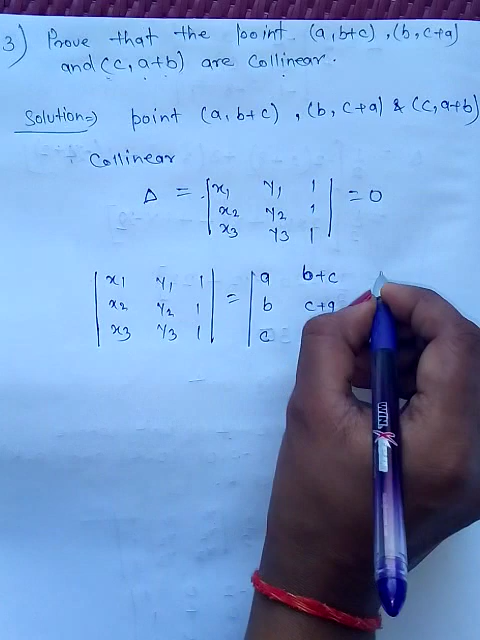 3) Prove that the point (a, b+c), (b, c+a)
and (c, a+b) are collinear.
Solution=) point (a, b+c), (b, c+a) & (c, a+b)
Collinear
Δ = | x1 y1 1 | = 0
x2 y2 1
x3 y3 1
| x1 y1 1 | = | a b+c
x2 y2 1 b c+a
x3 y3 1 c
WIN